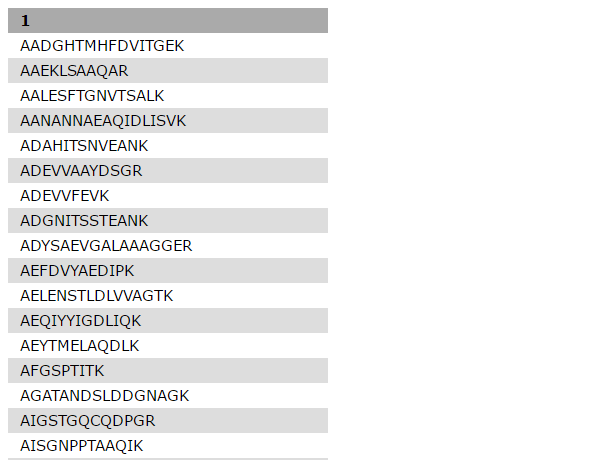 1
AADGHTMHFDVITGEK
AAEKLSAAQAR
AALESFTGNVTSALK
AANANNAEAQIDLISVK
ADAHITSNVEANK
ADEVVAAYDSGR
ADEVVFEVK
ADGNITSSTEANK
ADYSAEVGALAAAGGER
AEFDVYAEDIPK
AELENSTLDLVVAGTK
AEQIYYIGDLIQK
AEYTMELAQDLK
AFGSPTITK
AGATANDSLDDGNAGK
AIGSTGQCQDPGR
AISGNPPTAAQIK